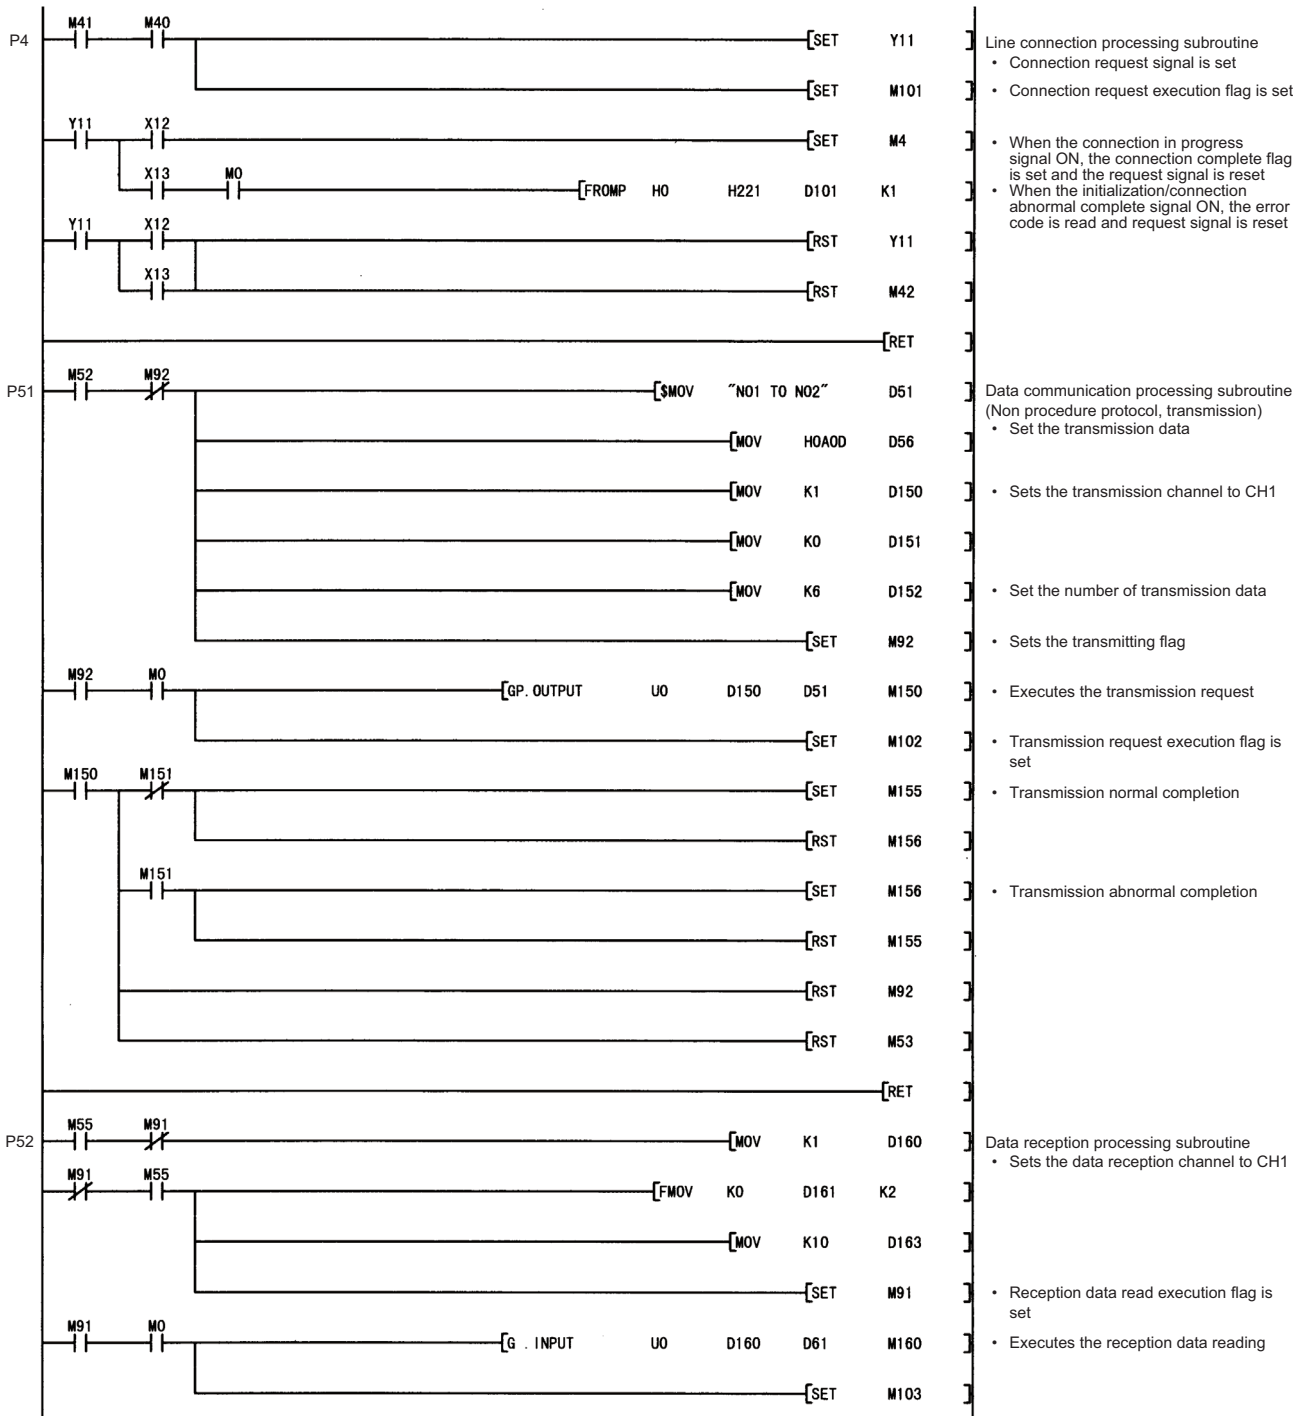 M41 M40
P4 [SET Y11 ] Line connection processing subroutine
• Connection request signal is set
[SET M101 ] • Connection request execution flag is set
Y11 X12
[SET M4 ] • When the connection in progress
signal ON, the connection complete flag
is set and the request signal is reset
X13 M0
[FROMP H0 H221 D101 K1 ] • When the initialization/connection
abnormal complete signal ON, the error
code is read and request signal is reset
Y11 X12
[RST Y11 ]
X13
[RST M42 ]
[RET ]
M52 M92
P51 [$MOV "NO1 TO NO2" D51 ] Data communication processing subroutine
(Non procedure protocol, transmission)
• Set the transmission data
[MOV H0A0D D56 ]
[MOV K1 D150 ] • Sets the transmission channel to CH1
[MOV K0 D151 ]
[MOV K6 D152 ] • Set the number of transmission data
[SET M92 ] • Sets the transmitting flag
M92 M0
[GP.OUTPUT U0 D150 D51 M150 ] • Executes the transmission request
[SET M102 ] • Transmission request execution flag is
set
M150 M151
[SET M155 ] • Transmission normal completion
[RST M156 ]
M151
[SET M156 ] • Transmission abnormal completion
[RST M155 ]
[RST M92 ]
[RST M53 ]
[RET ]
M55 M91
P52 [MOV K1 D160 ] Data reception processing subroutine
• Sets the data reception channel to CH1
M91 M55
[FMOV K0 D161 K2 ]
[MOV K10 D163 ]
[SET M91 ] • Reception data read execution flag is
set
M91 M0
[G .INPUT U0 D160 D61 M160 ] • Executes the reception data reading
[SET M103 ]